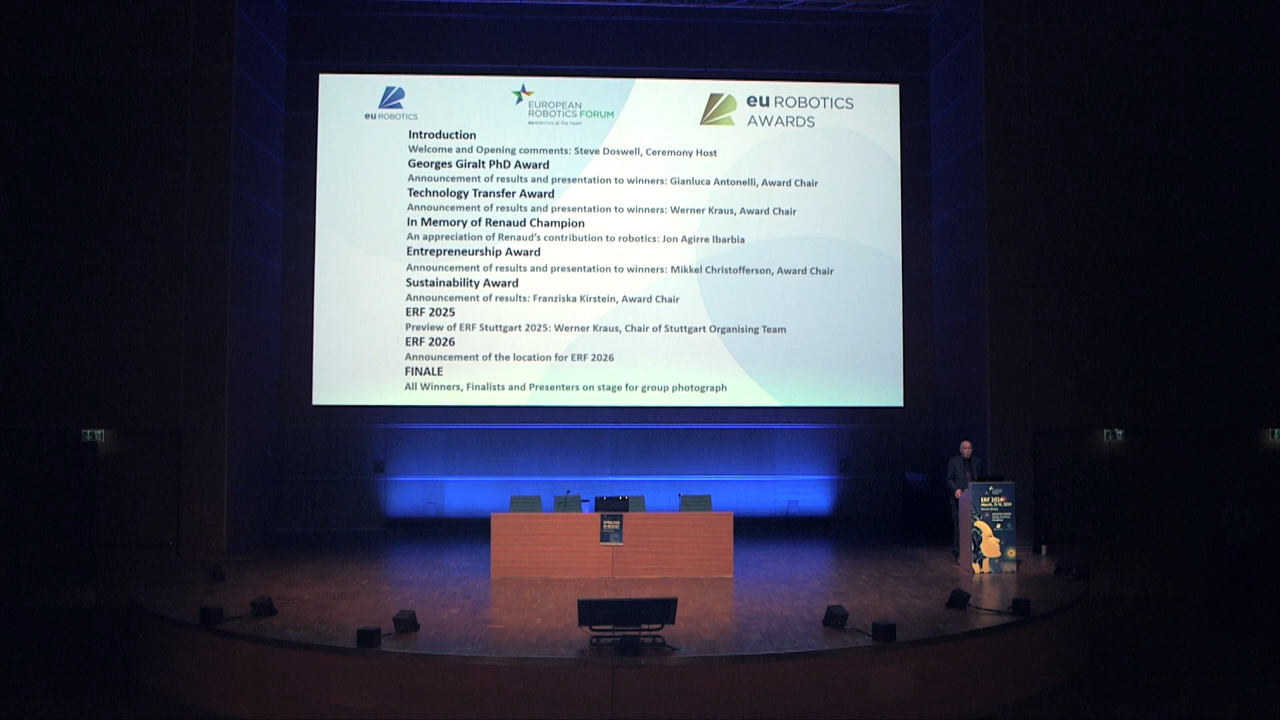 eu ROBOTICS
EUROPEAN
ROBOTICS FORUM
eurobotics at the heart
eu ROBOTICS
AWARDS
Introduction
Welcome and Opening comments: Steve Doswell, Ceremony Host
Georges Giralt PhD Award
Announcement of results and presentation to winners: Gianluca Antonelli, Award Chair
Technology Transfer Award
Announcement of results and presentation to winners: Werner Kraus, Award Chair
In Memory of Renaud Champion
An appreciation of Renaud's contribution to robotics: Jon Agirre Ibarbia
Entrepreneurship Award
Announcement of results and presentation to winners: Mikkel Christofferson, Award Chair
Sustainability Award
Announcement of results: Franziska Kirstein, Award Chair
ERF 2025
Preview of ERF Stuttgart 2025: Werner Kraus, Chair of Stuttgart Organising Team
ERF 2026
Announcement of the location for ERF 2026
FINALE
All Winners, Finalists and Presenters on stage for group photograph
ERF 2024